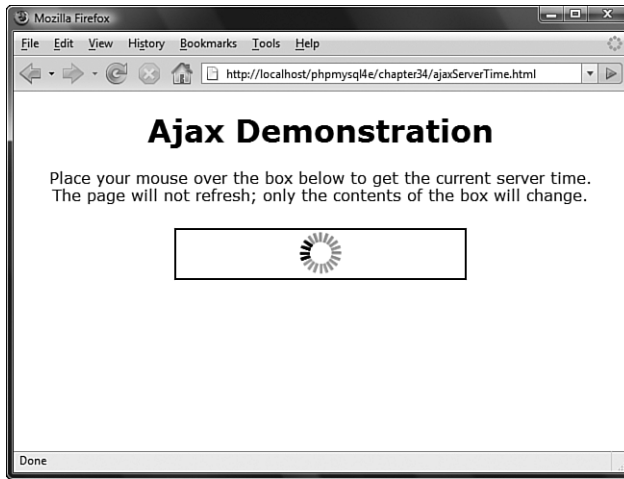 Mozilla Firefox
File Edit View History Bookmarks Tools Help
http://localhost/phpmysql4e/chapter34/ajaxServerTime.html
Ajax Demonstration
Place your mouse over the box below to get the current server time.
The page will not refresh; only the contents of the box will change.
Done